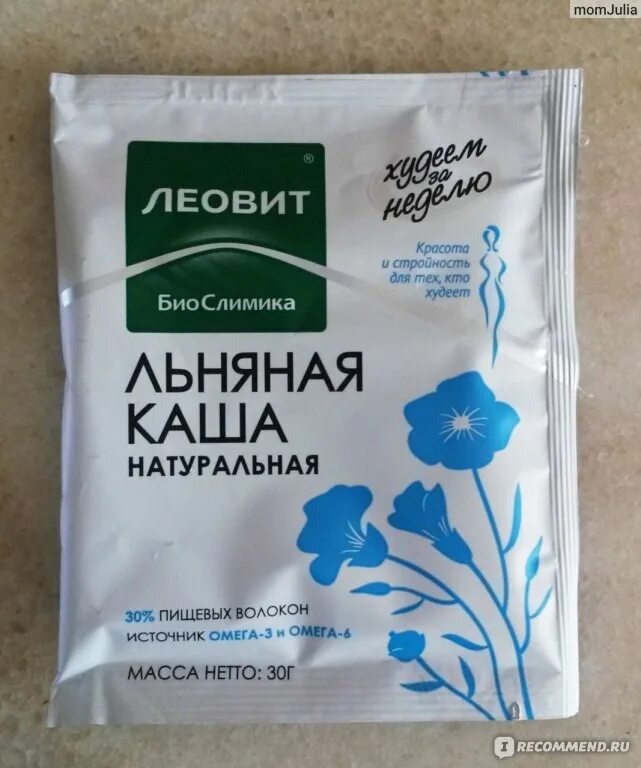 momJulia
ЛЕОВИТ®
БиоСлимика
худеем
за
неделю
Красота
и стройность
для тех, кто
худеет
ЛЬНЯНАЯ
КАША
НАТУРАЛЬНАЯ
30% ПИЩЕВЫХ ВОЛОКОН
ИСТОЧНИК ОМЕГА-3 и ОМЕГА-6
МАССА НЕТТО: 30Г
IRECOMMEND.RU